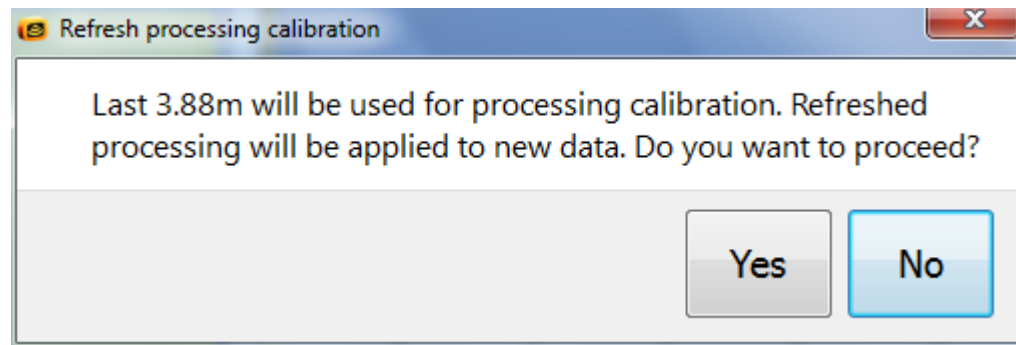 Refresh processing calibration
Last 3.88m will be used for processing calibration. Refreshed
processing will be applied to new data. Do you want to proceed?
Yes No